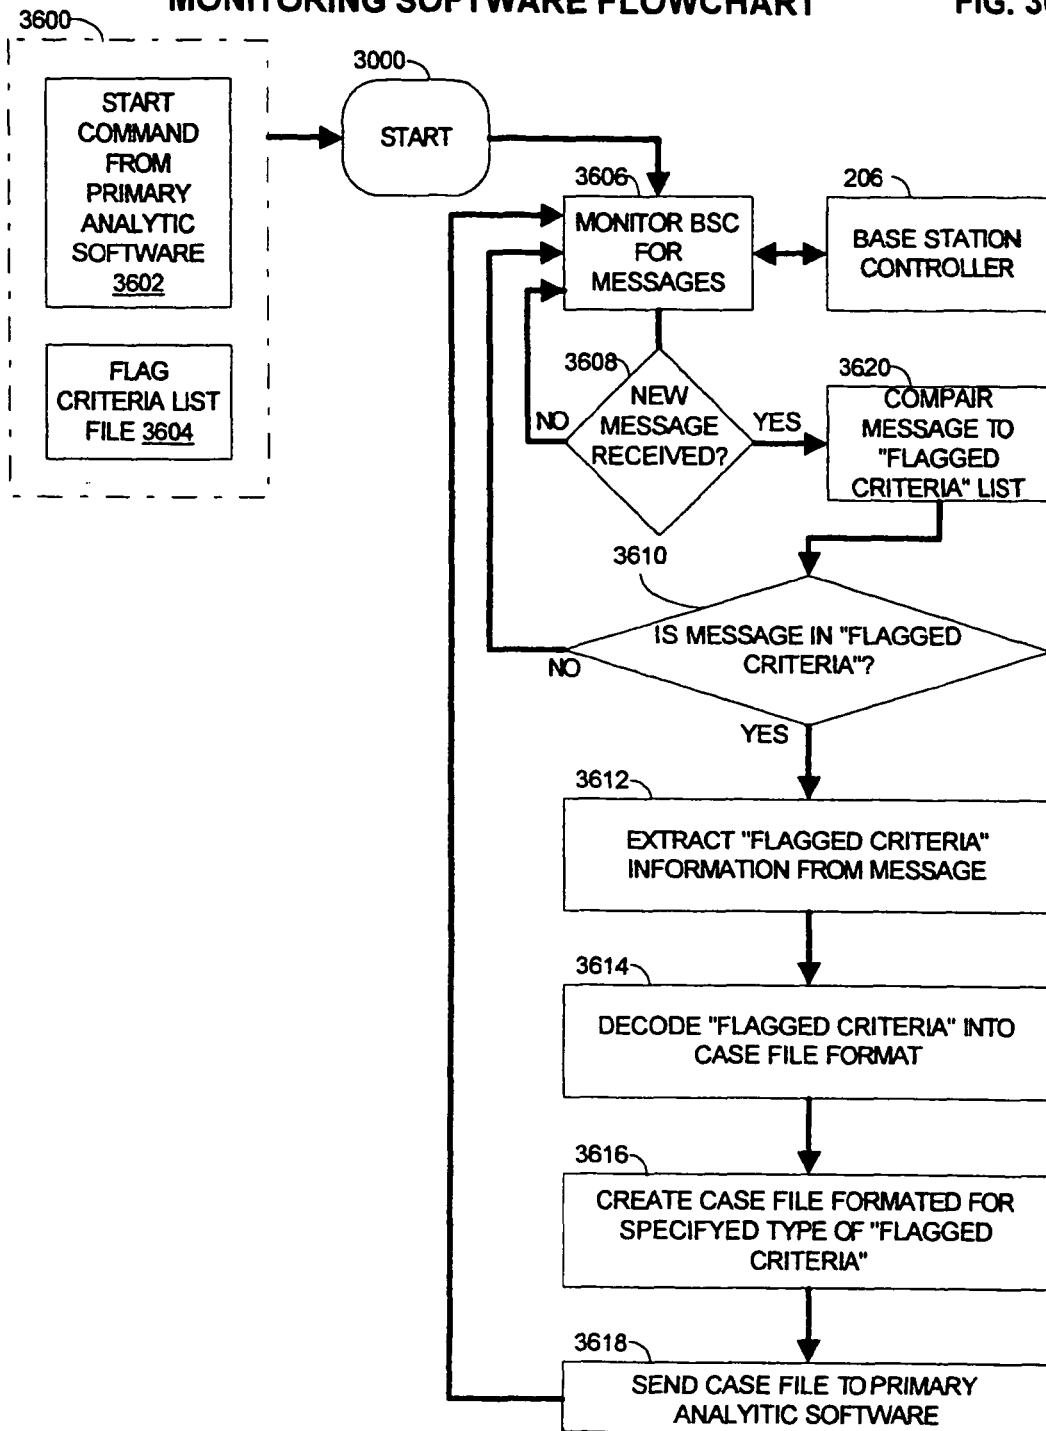 MONITORING SOFTWARE FLOWCHART
FIG. 3
3600
3000
START
COMMAND
FROM
PRIMARY
ANALYTIC
SOFTWARE
3602
FLAG
CRITERIA LIST
FILE 3604
START
3606
MONITOR BSC
FOR
MESSAGES
206
BASE STATION
CONTROLLER
3608
NEW
MESSAGE
RECEIVED?
NO
YES
3620
COMPAIR
MESSAGE TO
"FLAGGED
CRITERIA" LIST
3610
IS MESSAGE IN "FLAGGED
CRITERIA"?
NO
YES
3612
EXTRACT "FLAGGED CRITERIA"
INFORMATION FROM MESSAGE
3614
DECODE "FLAGGED CRITERIA" INTO
CASE FILE FORMAT
3616
CREATE CASE FILE FORMATED FOR
SPECIFYED TYPE OF "FLAGGED
CRITERIA"
3618
SEND CASE FILE TO PRIMARY
ANALYITIC SOFTWARE